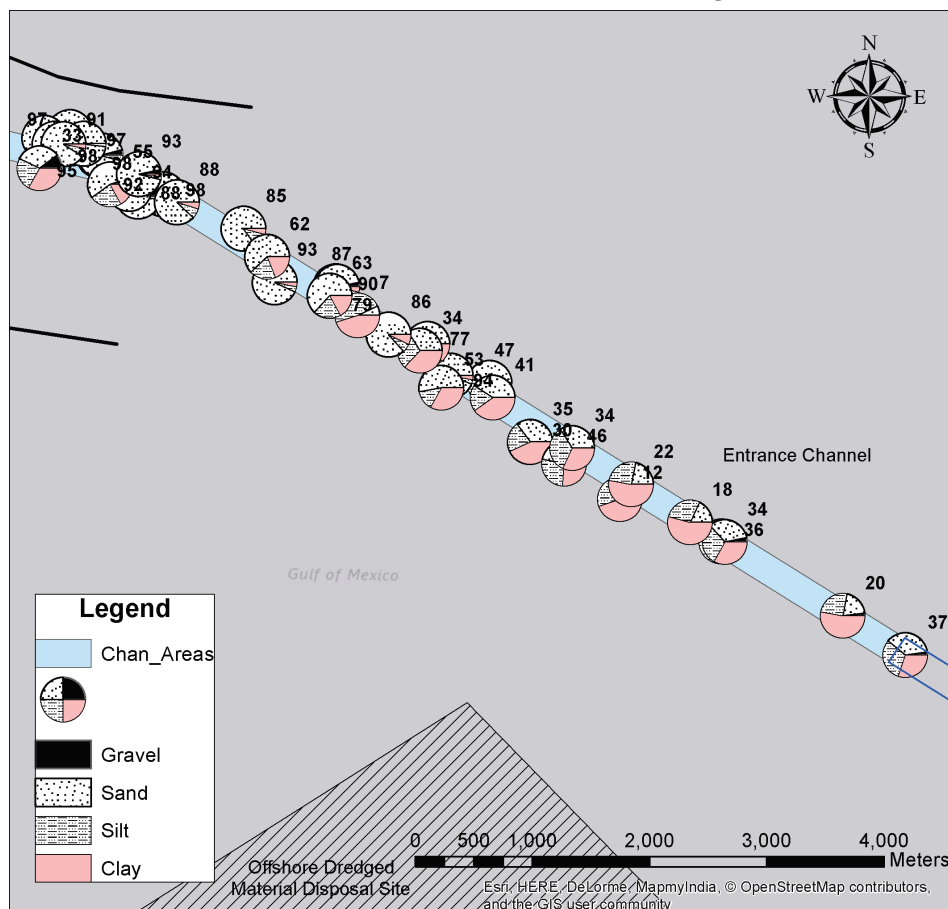 N
W
E
S
97
91
33
97
93
98
55
95
98
94
88
92
88
98
85
62
93
87
63
90
7
79
86
34
77
47
53
41
94
35
34
30
46
22
12
Entrance Channel
18
34
36
Gulf of Mexico
20
37
Legend
Chan_Areas
Gravel
Sand
Silt
Clay
0 500 1,000 2,000 3,000 4,000
Meters
Offshore Dredged
Material Disposal Site
Esri, HERE, DeLorme, MapmyIndia, © OpenStreetMap contributors,
and the GIS user community